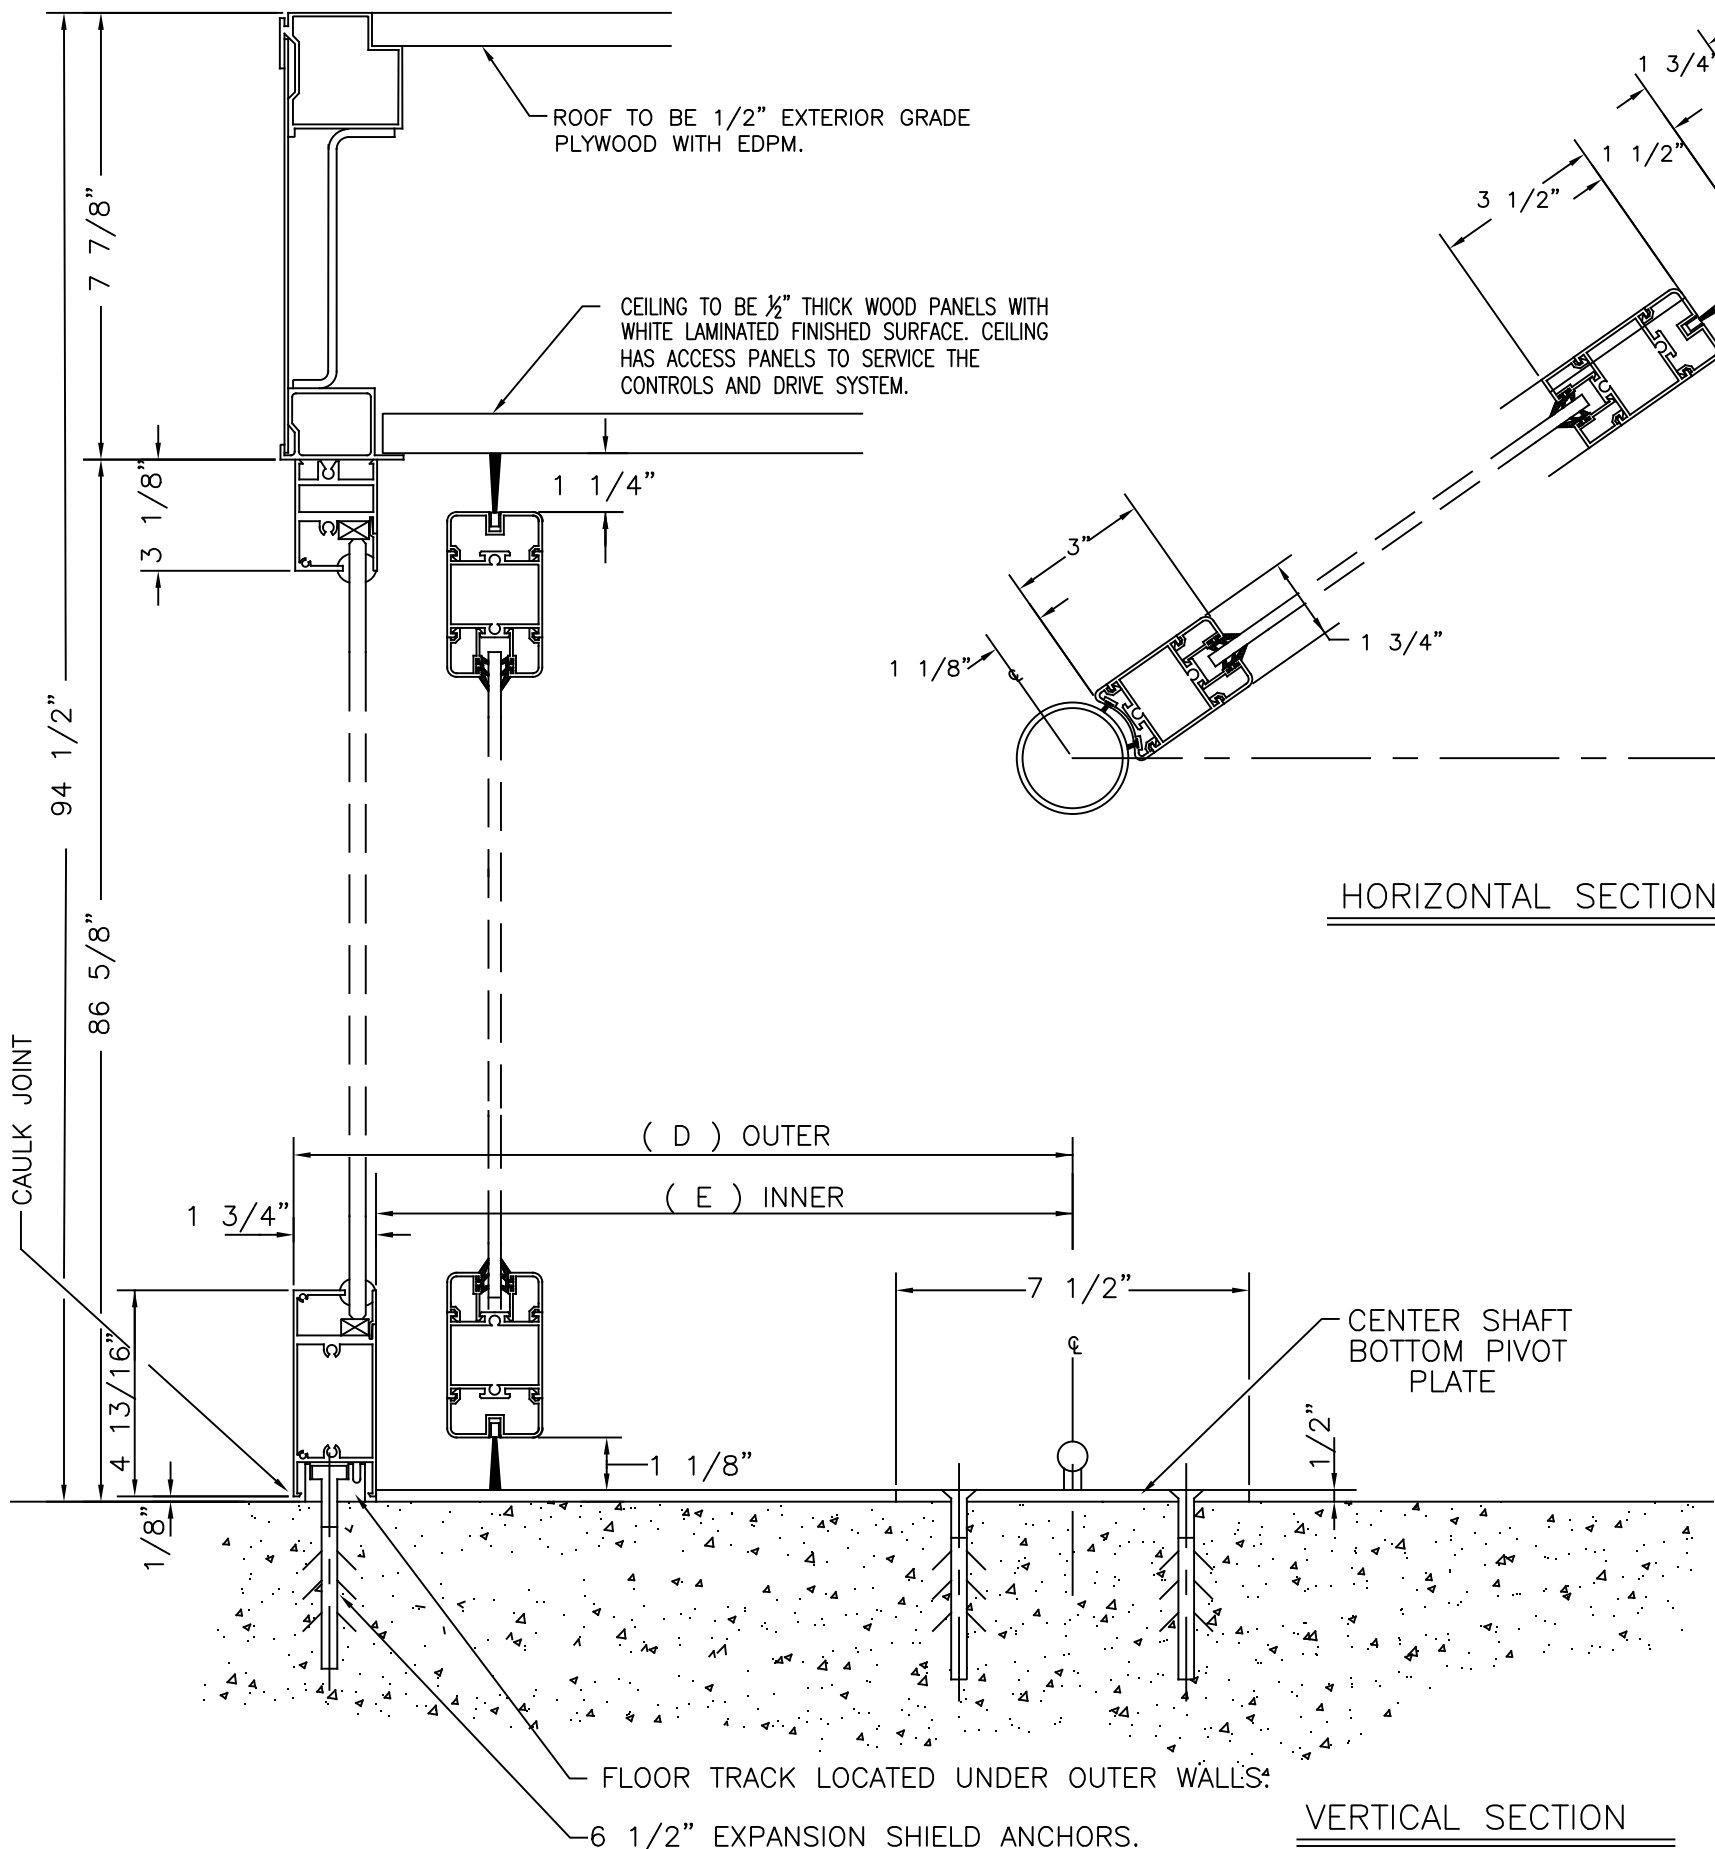 1 3/4”
ROOF TO BE 1/2” EXTERIOR GRADE
PLYWOOD WITH EDPM.
1 1/2”
3 1/2”
7 7/8”
CEILING TO BE ½” THICK WOOD PANELS WITH
WHITE LAMINATED FINISHED SURFACE. CEILING
HAS ACCESS PANELS TO SERVICE THE
CONTROLS AND DRIVE SYSTEM.
3 1/8”
1 1/4”
3”
1 3/4”
1 1/8”
℄
94 1/2”
HORIZONTAL SECTION
86 5/8”
CAULK JOINT
( D ) OUTER
( E ) INNER
1 3/4”
7 1/2”
℄
CENTER SHAFT
BOTTOM PIVOT
PLATE
4 13/16”
1 1/8”
1/2”
1/8”
FLOOR TRACK LOCATED UNDER OUTER WALLS.
6 1/2” EXPANSION SHIELD ANCHORS.
VERTICAL SECTION